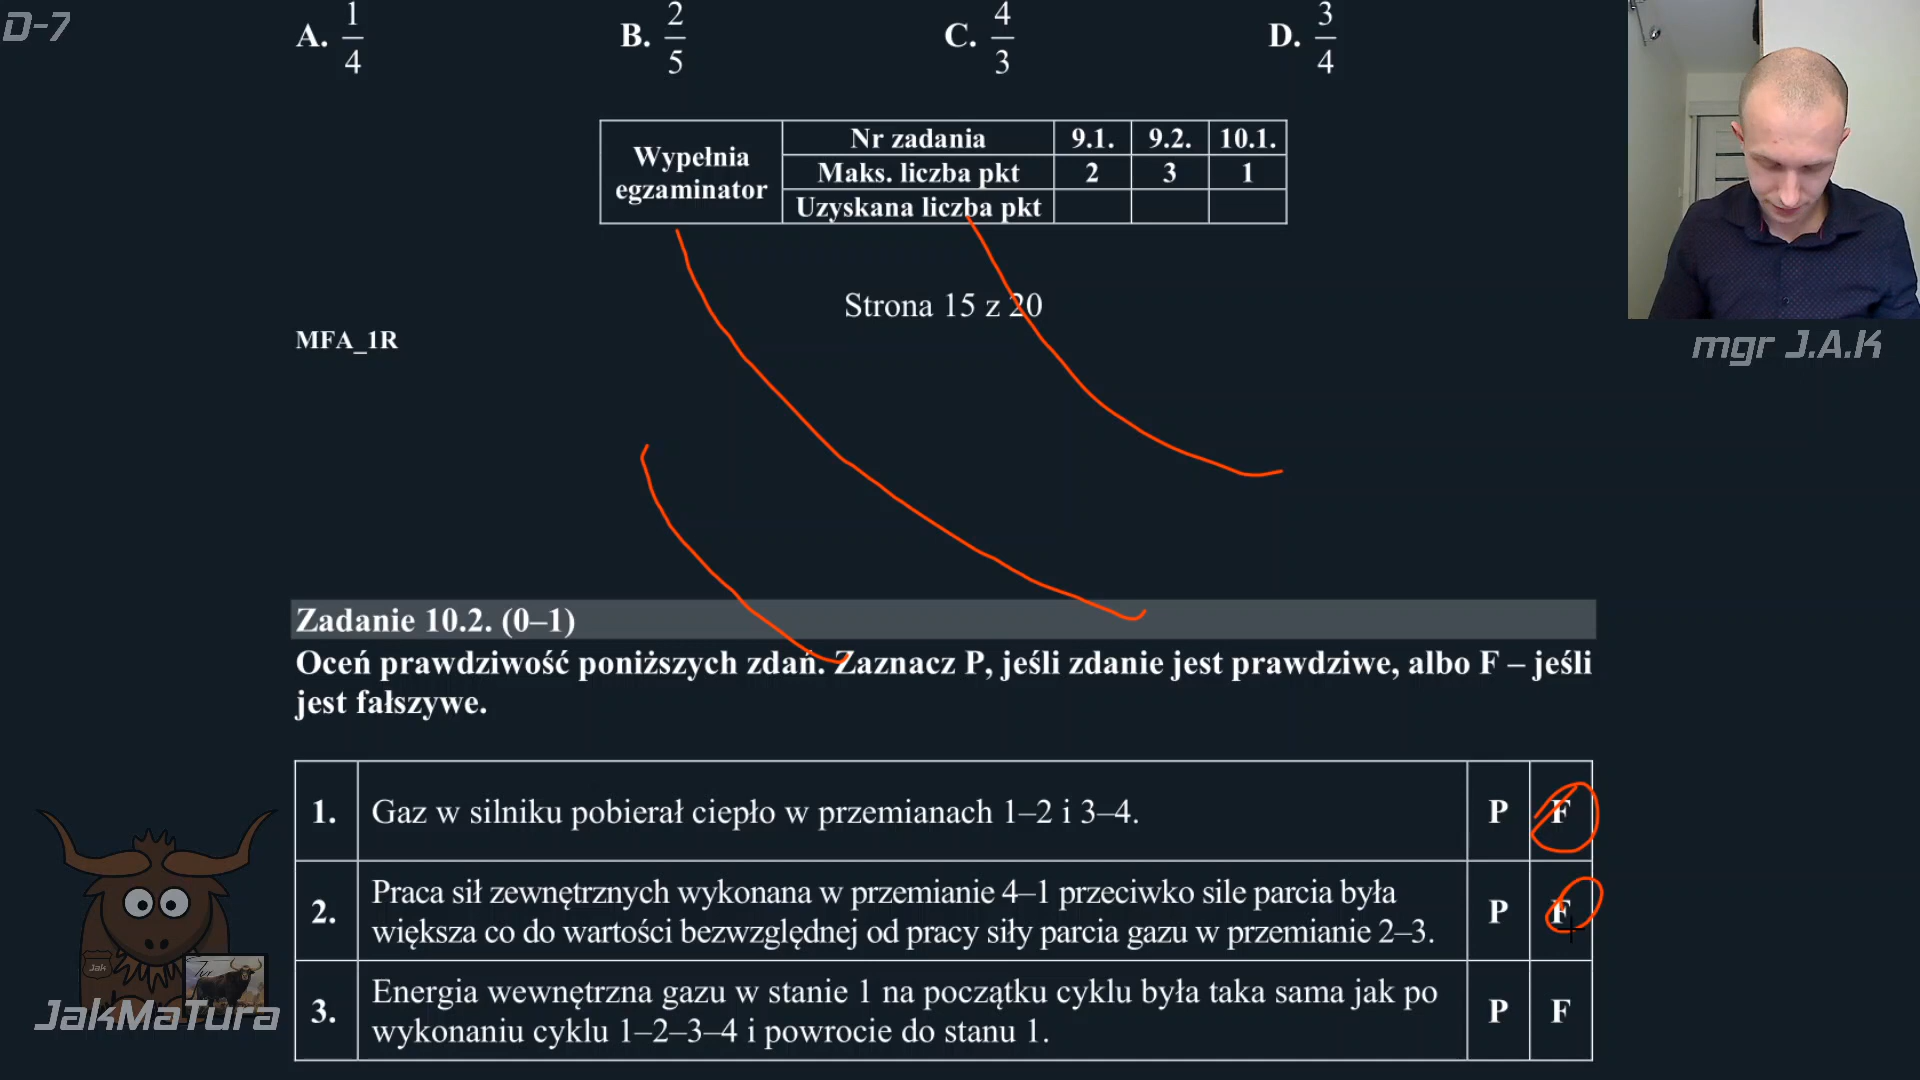 D-7
A. 1/4 B. 2/5 C. 4/3 D. 3/4
Wypełnia egzaminator
Nr zadania 9.1. 9.2. 10.1.
Maks. liczba pkt 2 3 1
Uzyskana liczba pkt
Strona 15 z 20
MFA_1R
mgr J.A.K
Zadanie 10.2. (0–1)
Oceń prawdziwość poniższych zdań. Zaznacz P, jeśli zdanie jest prawdziwe, albo F – jeśli
jest fałszywe.
1. Gaz w silniku pobierał ciepło w przemianach 1–2 i 3–4. P F
2. Praca sił zewnętrznych wykonana w przemianie 4–1 przeciwko sile parcia była
większa co do wartości bezwzględnej od pracy siły parcia gazu w przemianie 2–3. P F
3. Energia wewnętrzna gazu w stanie 1 na początku cyklu była taka sama jak po
wykonaniu cyklu 1–2–3–4 i powrocie do stanu 1. P F
Jak
Tur
JakMaTura